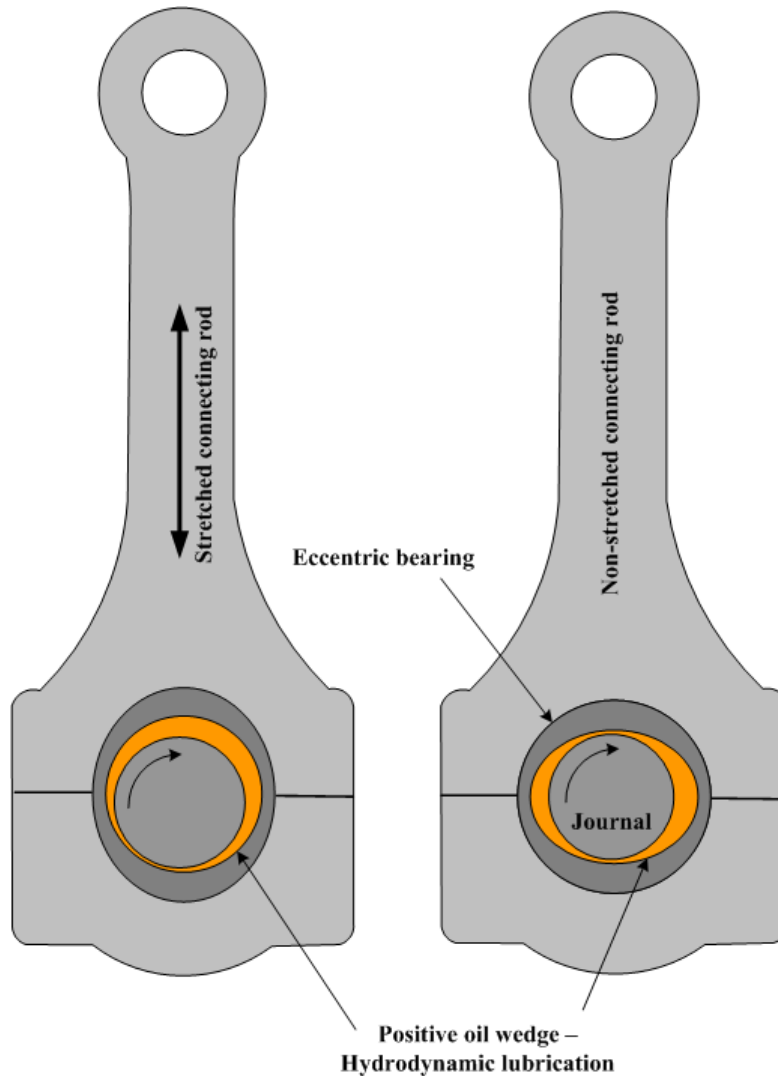 Stretched connecting rod
Non-stretched connecting rod
Eccentric bearing
Journal
Positive oil wedge –
Hydrodynamic lubrication